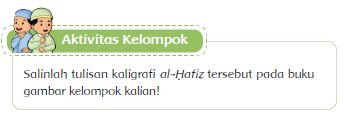 Aktivitas Kelompok
Salinlah tulisan kaligrafi al-Ḥafiẓ tersebut pada buku
gambar kelompok kalian!